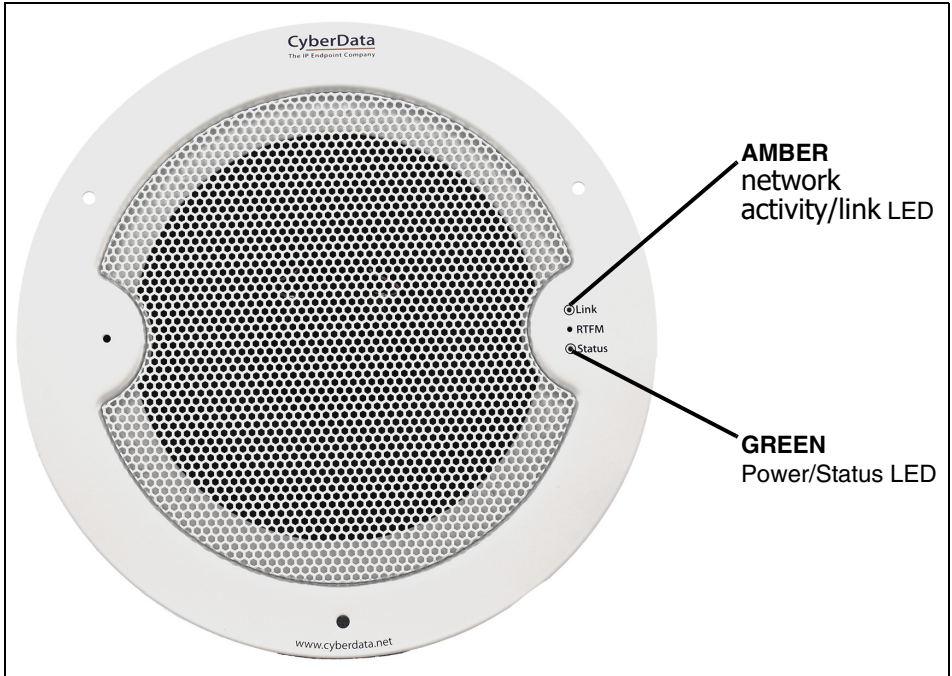 CyberData
The IP Endpoint Company
AMBER
network
activity/link LED
Link
RTFM
Status
GREEN
Power/Status LED
www.cyberdata.net